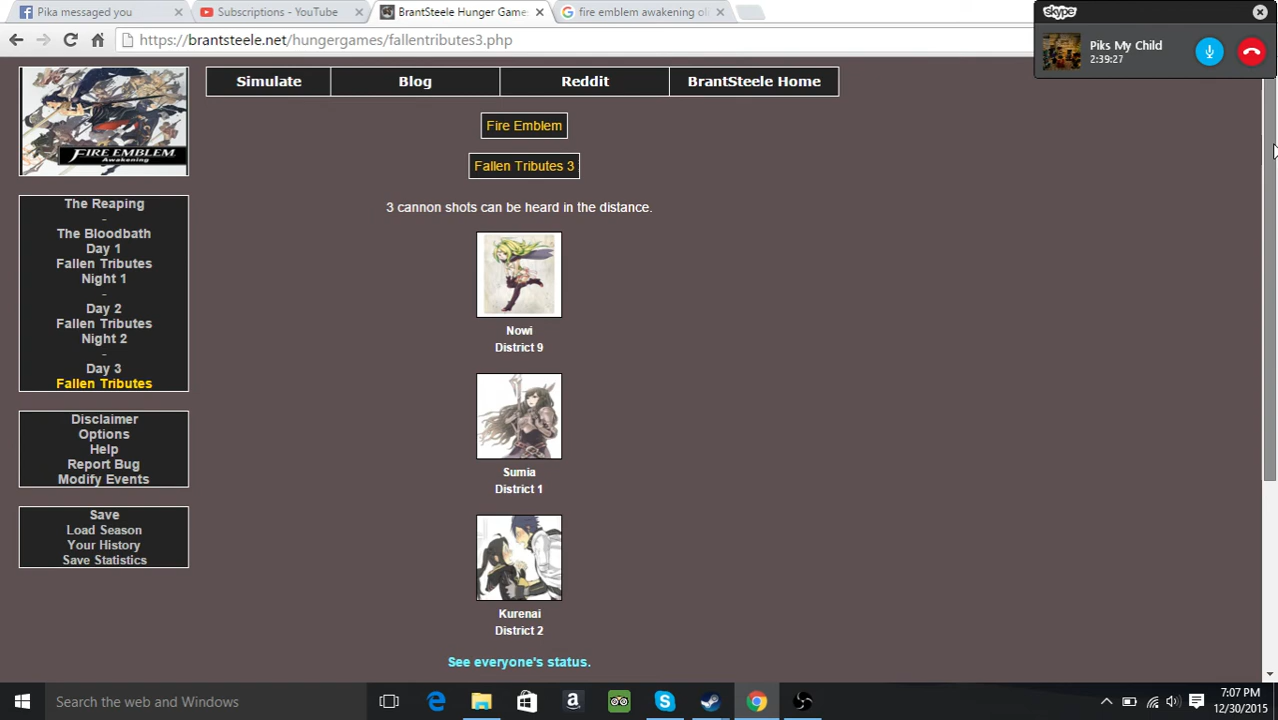 Pika messaged you
Subscriptions - YouTube
BrantSteele Hunger Game
fire emblem awakening oli
https://brantsteele.net/hungergames/fallentributes3.php
skype
Piks My Child
2:39:27
FIRE EMBLEM
Awakening
Simulate
Blog
Reddit
BrantSteele Home
Fire Emblem
Fallen Tributes 3
3 cannon shots can be heard in the distance.
Nowi
District 9
Sumia
District 1
Kurenai
District 2
See everyone's status.
The Reaping
-
The Bloodbath
Day 1
Fallen Tributes
Night 1
-
Day 2
Fallen Tributes
Night 2
-
Day 3
Fallen Tributes
Disclaimer
Options
Help
Report Bug
Modify Events
Save
Load Season
Your History
Save Statistics
Search the web and Windows
7:07 PM
12/30/2015